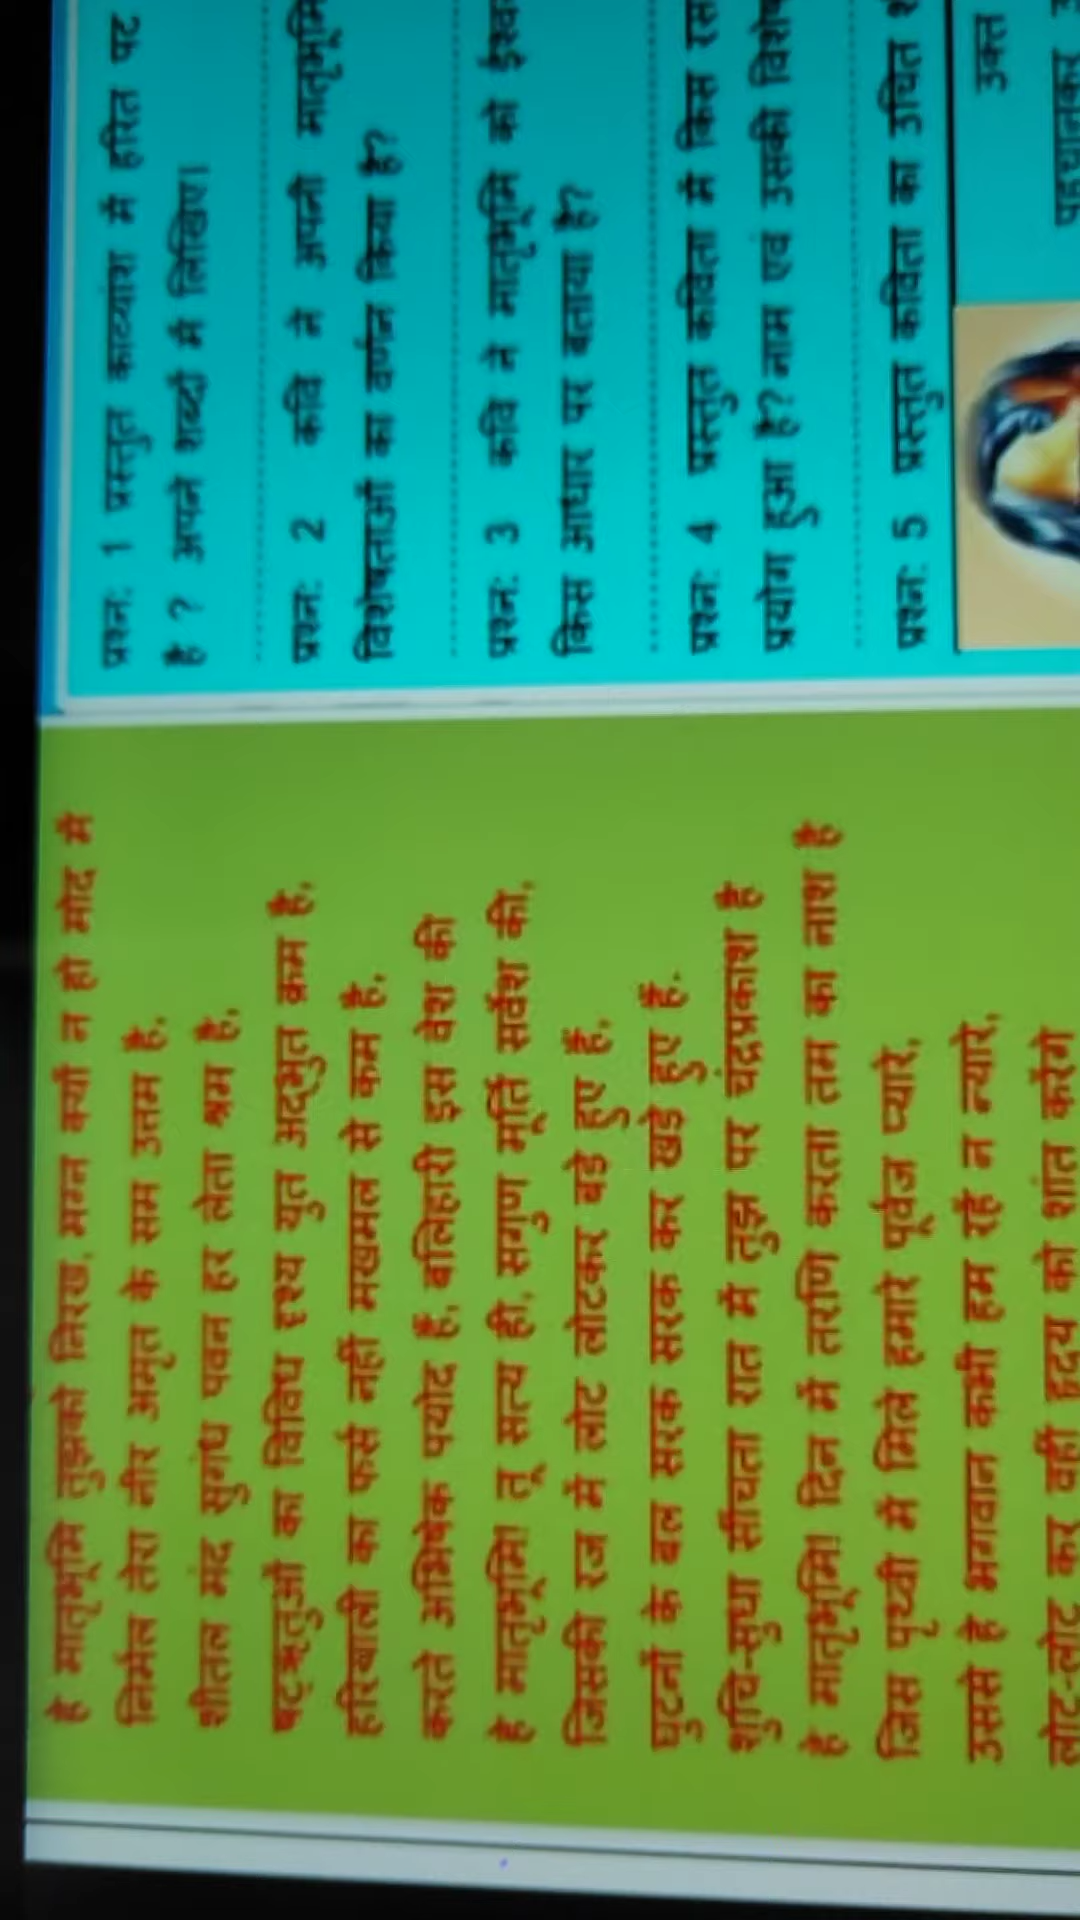 हे मातृभूमि तुझको निरख, मग्न क्यों न हो मोद में
निर्मल तेरा नीर अमृत के सम उत्तम है,
शीतल मंद सुगंध पवन हर लेता श्रम है,
षट्ऋतुओं का विविध दृश्य युत अद्भुत क्रम है,
हरियाली का फर्स नहीं मखमल से कम है,
करते अभिषेक पयोद हैं, बलिहारी इस वेश की
हे मातृभूमि! तू सत्य ही, सगुण मूर्ति सर्वेश की,
जिसकी रज में लोट लोटकर बड़े हुए हैं,
घुटनों के बल सरक सरक कर खड़े हुए हैं.
शुचि-सुधा सींचता रात में तुझ पर चंद्रप्रकाश है
हे मातृभूमि! दिन में तरणि करता तम का नाश है
जिस पृथ्वी में मिले हमारे पूर्वज प्यारे,
उससे हे भगवान कभी हम रहें न न्यारे,
लोट-लोट कर वहीं हृदय को शांत करेंगे
प्रश्न: 1 प्रस्तुत काव्यांश में हरित पट
है ? अपने शब्दों में लिखिए।
प्रश्न: 2 कवि ने अपनी मातृभूमि
विशेषताओं का वर्णन किया है?
प्रश्न: 3 कवि ने मातृभूमि को
किस आधार पर बताया है?
प्रश्न: 4 प्रस्तुत कविता में किस रस
प्रयोग हुआ है? नाम एवं उसकी
प्रश्न: 5 प्रस्तुत कविता का उचित
उक्त
पहचानकर